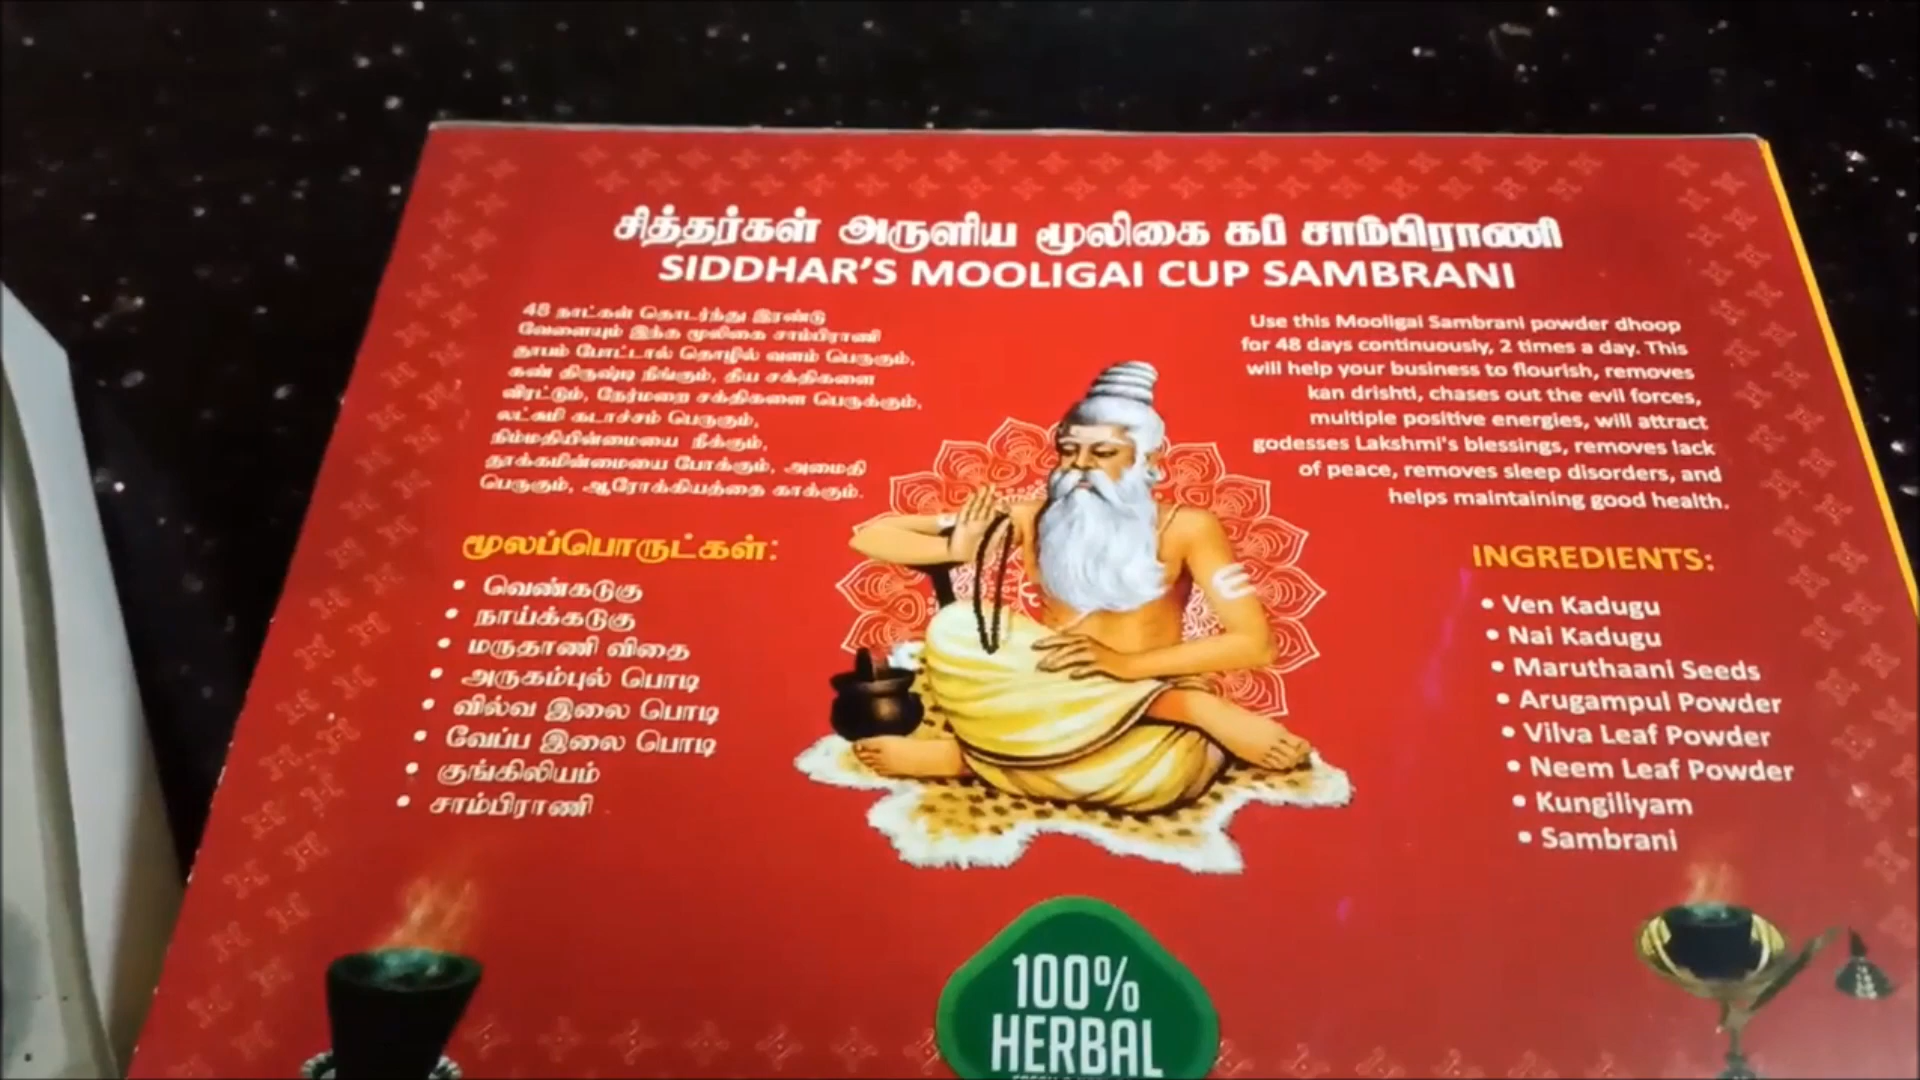 சித்தர்கள் அருளிய மூலிகை கப் சாம்பிராணி
SIDDHAR'S MOOLIGAI CUP SAMBRANI
48 நாட்கள் தொடர்ந்து இரண்டு
வேளையும் இந்த மூலிகை சாம்பிராணி
தூபம் போட்டால் தொழில் வளம் பெருகும்,
கண் திருஷ்டி நீங்கும், தீய சக்திகளை
விரட்டும், நேர்மறை சக்திகளை பெருக்கும்,
லட்சுமி கடாச்சம் பெருகும்,
நிம்மதியின்மையை நீக்கும்,
தூக்கமின்மையை போக்கும், அமைதி
பெருகும், ஆரோக்கியத்தை காக்கும்.
மூலப்பொருட்கள்:
• வெண்கடுகு
• நாய்க்கடுகு
• மருதாணி விதை
• அருகம்புல் பொடி
• வில்வ இலை பொடி
• வேப்ப இலை பொடி
• குங்கிலியம்
• சாம்பிராணி
Use this Mooligai Sambrani powder dhoop
for 48 days continuously, 2 times a day. This
will help your business to flourish, removes
kan drishti, chases out the evil forces,
multiple positive energies, will attract
godesses Lakshmi's blessings, removes lack
of peace, removes sleep disorders, and
helps maintaining good health.
INGREDIENTS:
• Ven Kadugu
• Nai Kadugu
• Maruthaani Seeds
• Arugampul Powder
• Vilva Leaf Powder
• Neem Leaf Powder
• Kungiliyam
• Sambrani
100%
HERBAL